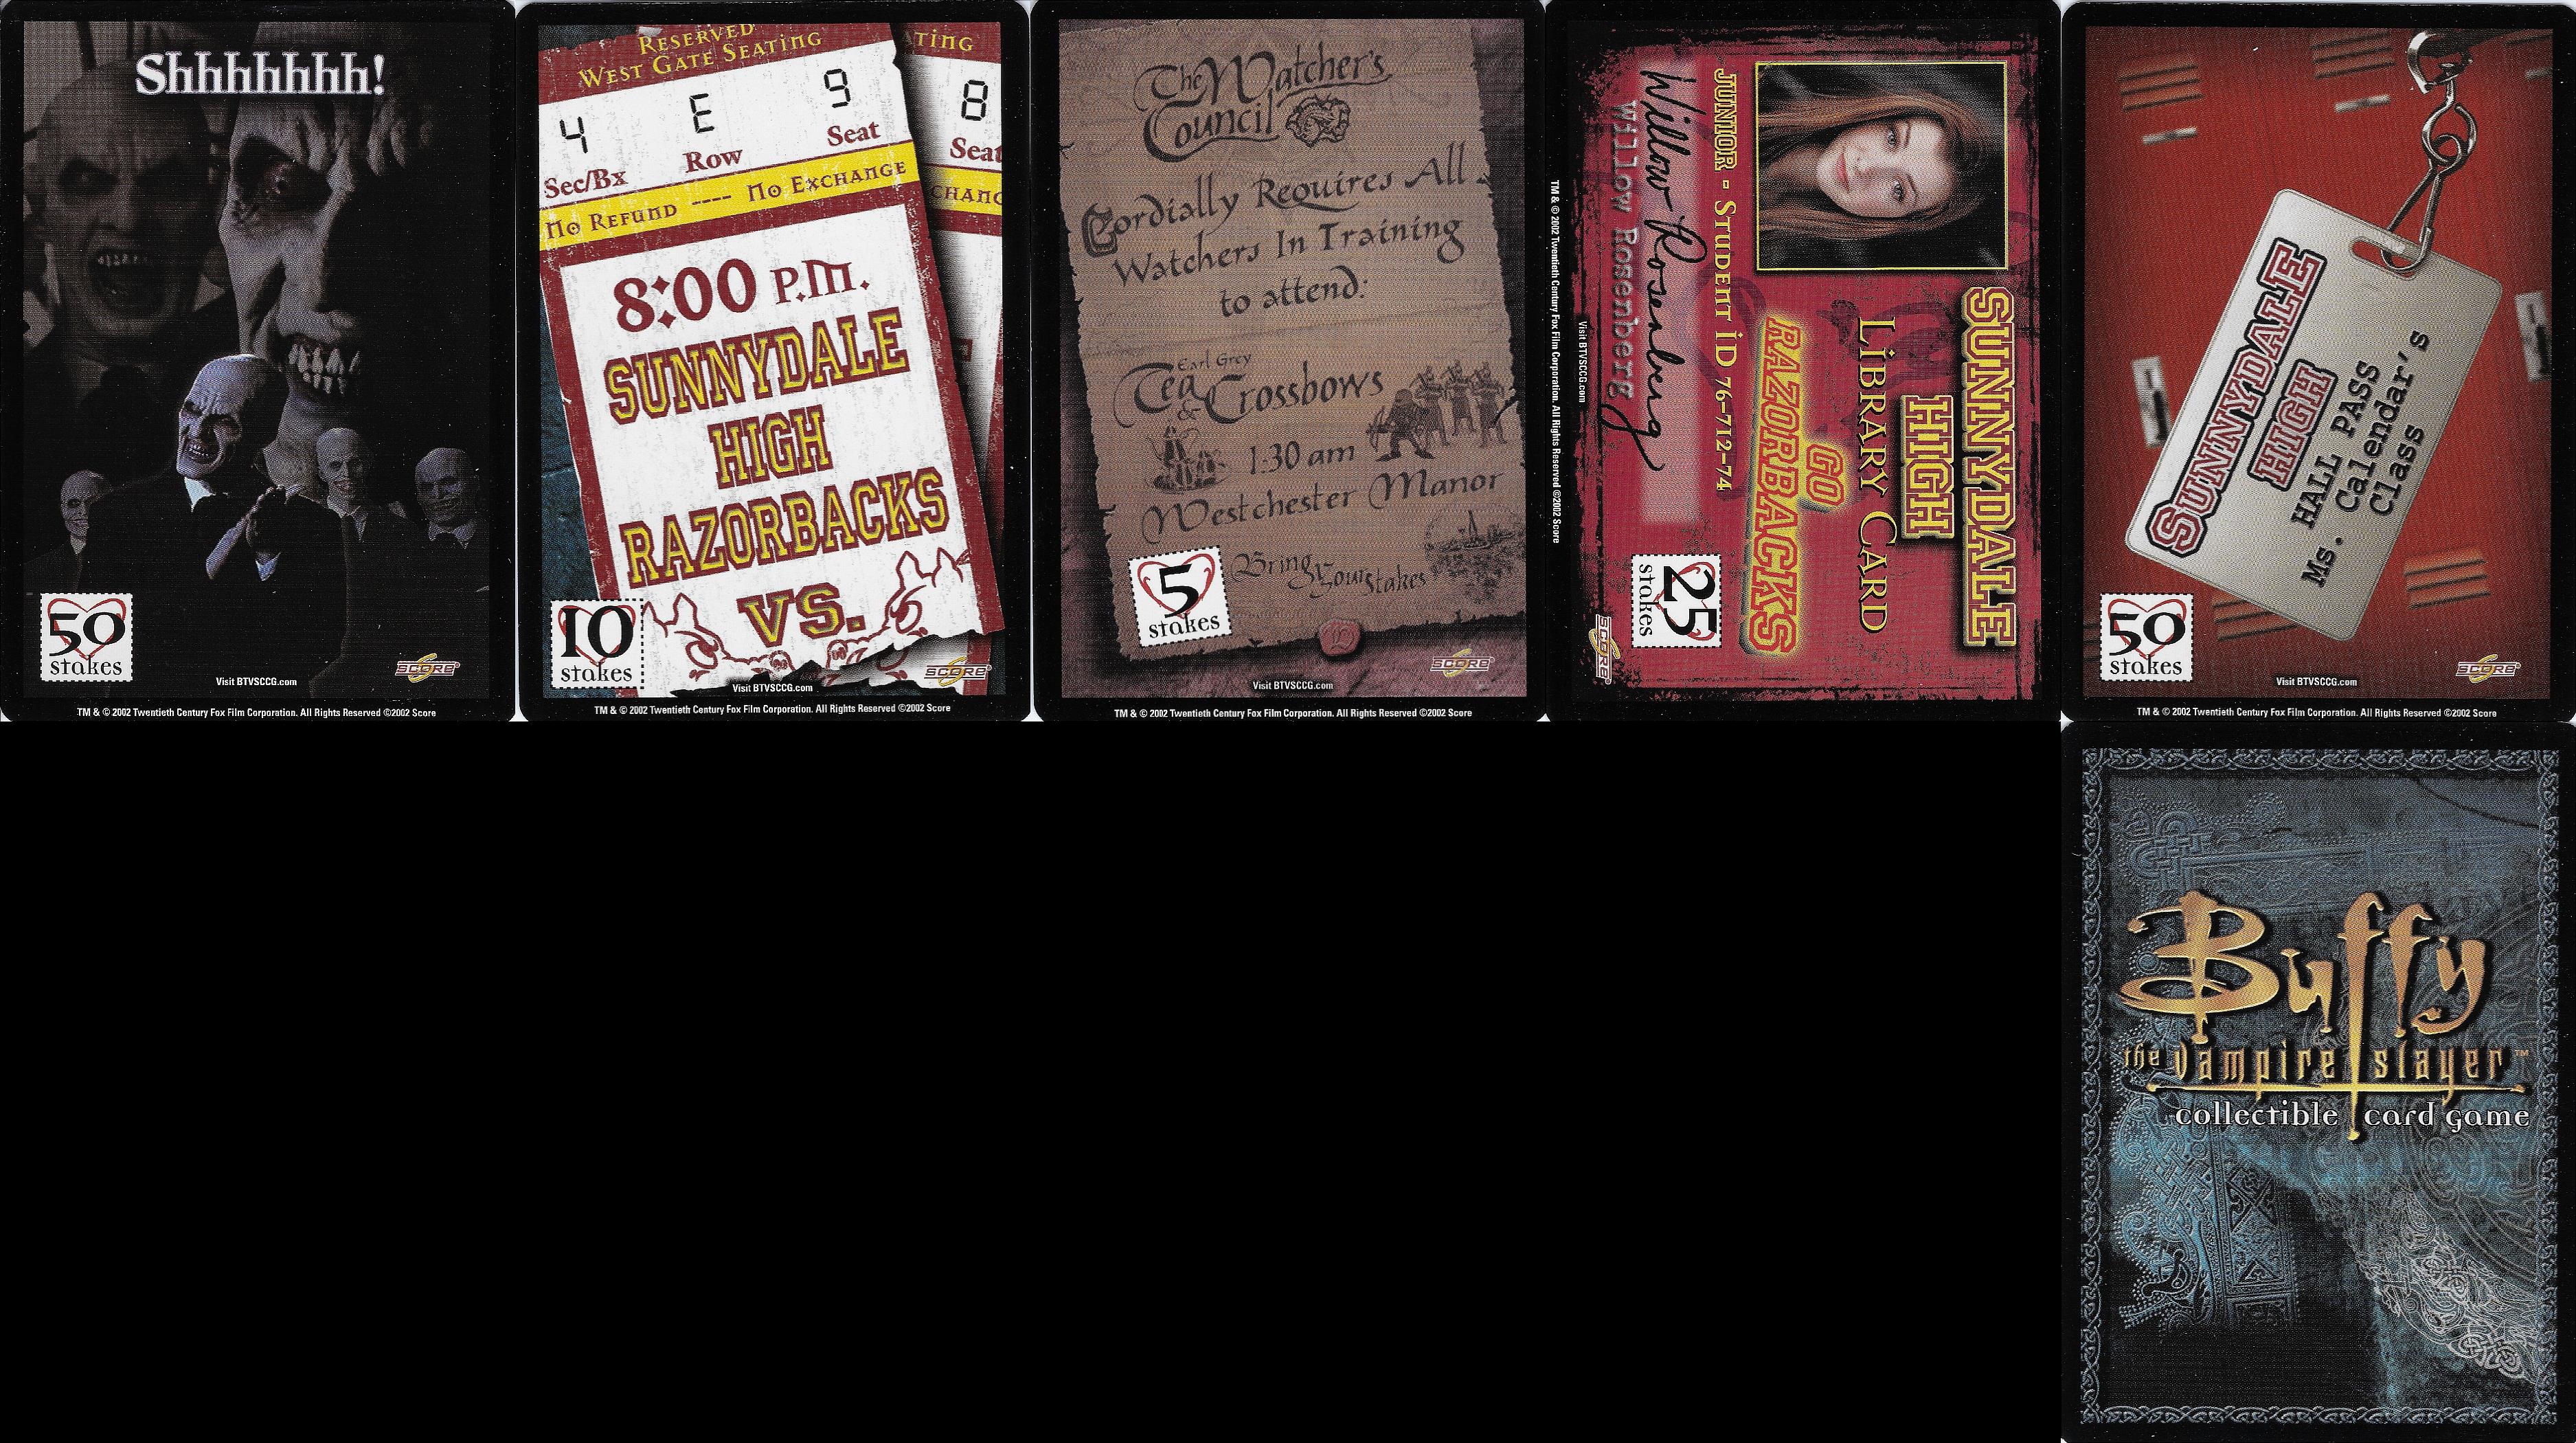 Shhhhhhh!
50
stakes
Visit BTVSCCG.com
SCORE
TM & © 2002 Twentieth Century Fox Film Corporation. All Rights Reserved ©2002 Score
RESERVED
WEST GATE SEATING
ATING
4 E 9 8
Sec/Bx Row Seat Seat
NO REFUND ---- NO EXCHANGE
CHANG
8:00 P.M.
SUNNYDALE
HIGH
RAZORBACKS
VS.
10
stakes
Visit BTVSCCG.com
SCORE
TM & © 2002 Twentieth Century Fox Film Corporation. All Rights Reserved ©2002 Score
The Watcher's
Council
Cordially Requires All
Watchers In Training
to attend:
Earl Grey
Tea & Crossbows
1:30 am
Westchester Manor
Bring Your stakes
5
stakes
Visit BTVSCCG.com
SCORE
TM & © 2002 Twentieth Century Fox Film Corporation. All Rights Reserved ©2002 Score
SUNNYDALE
HIGH
LIBRARY CARD
GO
RAZORBACKS
JUNIOR - STUDENT ID 76-712-74
Willow Rosenberg
Willow Rosenberg
25
stakes
SCORE
Visit BTVSCCG.com
TM & © 2002 Twentieth Century Fox Film Corporation. All Rights Reserved ©2002 Score
SUNNYDALE
HIGH
HALL PASS
Ms. Calendar's
Class
50
stakes
Visit BTVSCCG.com
SCORE
TM & © 2002 Twentieth Century Fox Film Corporation. All Rights Reserved ©2002 Score
Buffy
the vampire slayer™
collectible card game